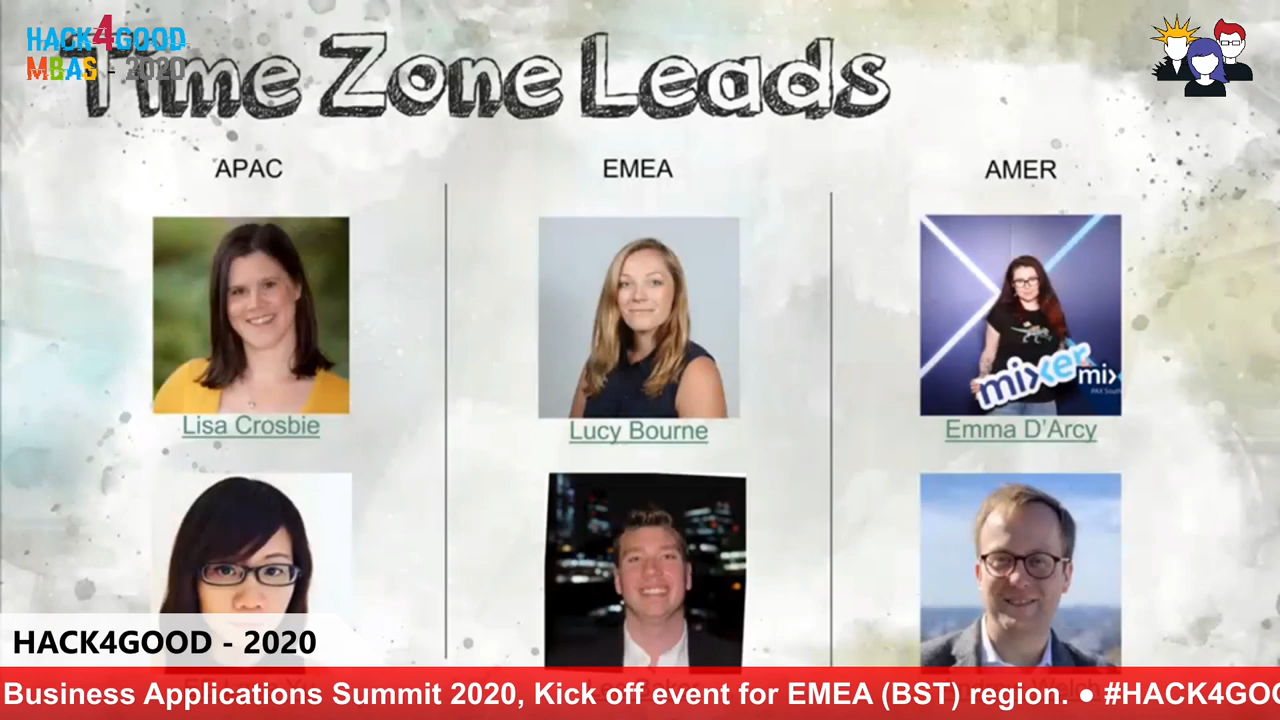 HACK4GOOD
MBAS - 2020
Time Zone Leads
APAC
EMEA
AMER
mixer
mix
Lisa Crosbie
Lucy Bourne
Emma D'Arcy
HACK4GOOD - 2020
Business Applications Summit 2020, Kick off event for EMEA (BST) region. ● #HACK4GOO